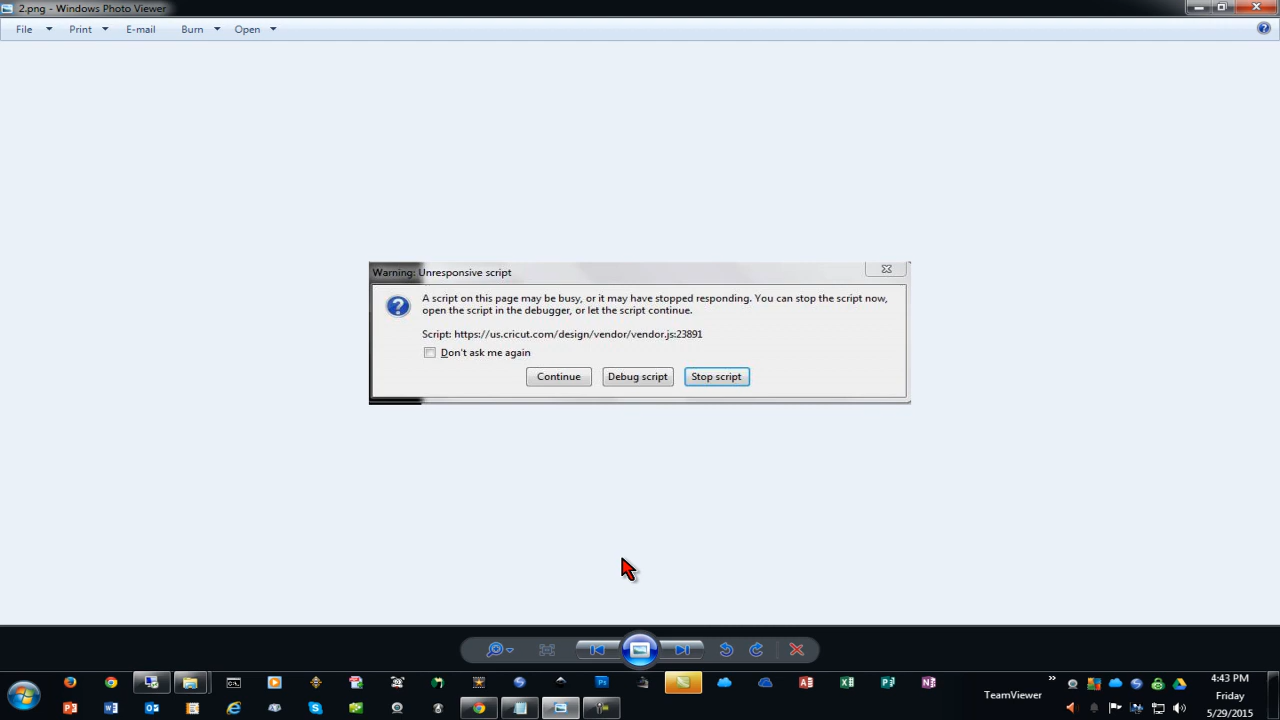 2.png - Windows Photo Viewer
File Print E-mail Burn Open
Warning: Unresponsive script
A script on this page may be busy, or it may have stopped responding. You can stop the script now,
open the script in the debugger, or let the script continue.
Script: https://us.cricut.com/design/vendor/vendor.js:23891
Don't ask me again
Continue Debug script Stop script
4:43 PM
TeamViewer
Friday
5/29/2015